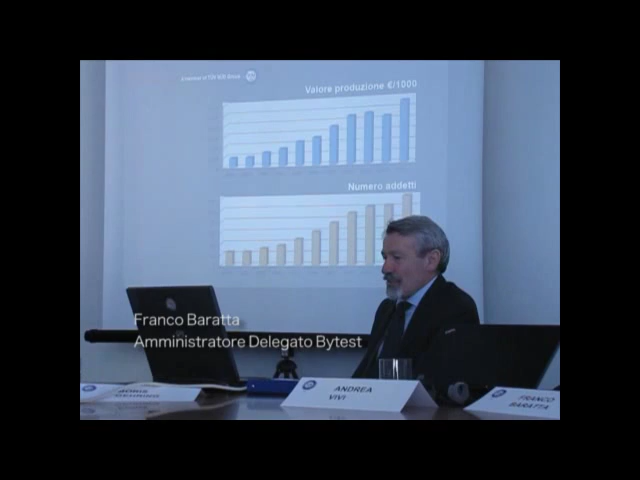 Valore produzione €/1000
Numero addetti
Franco Baratta
Amministratore Delegato Bytest
ANDREA
VIVI
FRANCO
BARATTA